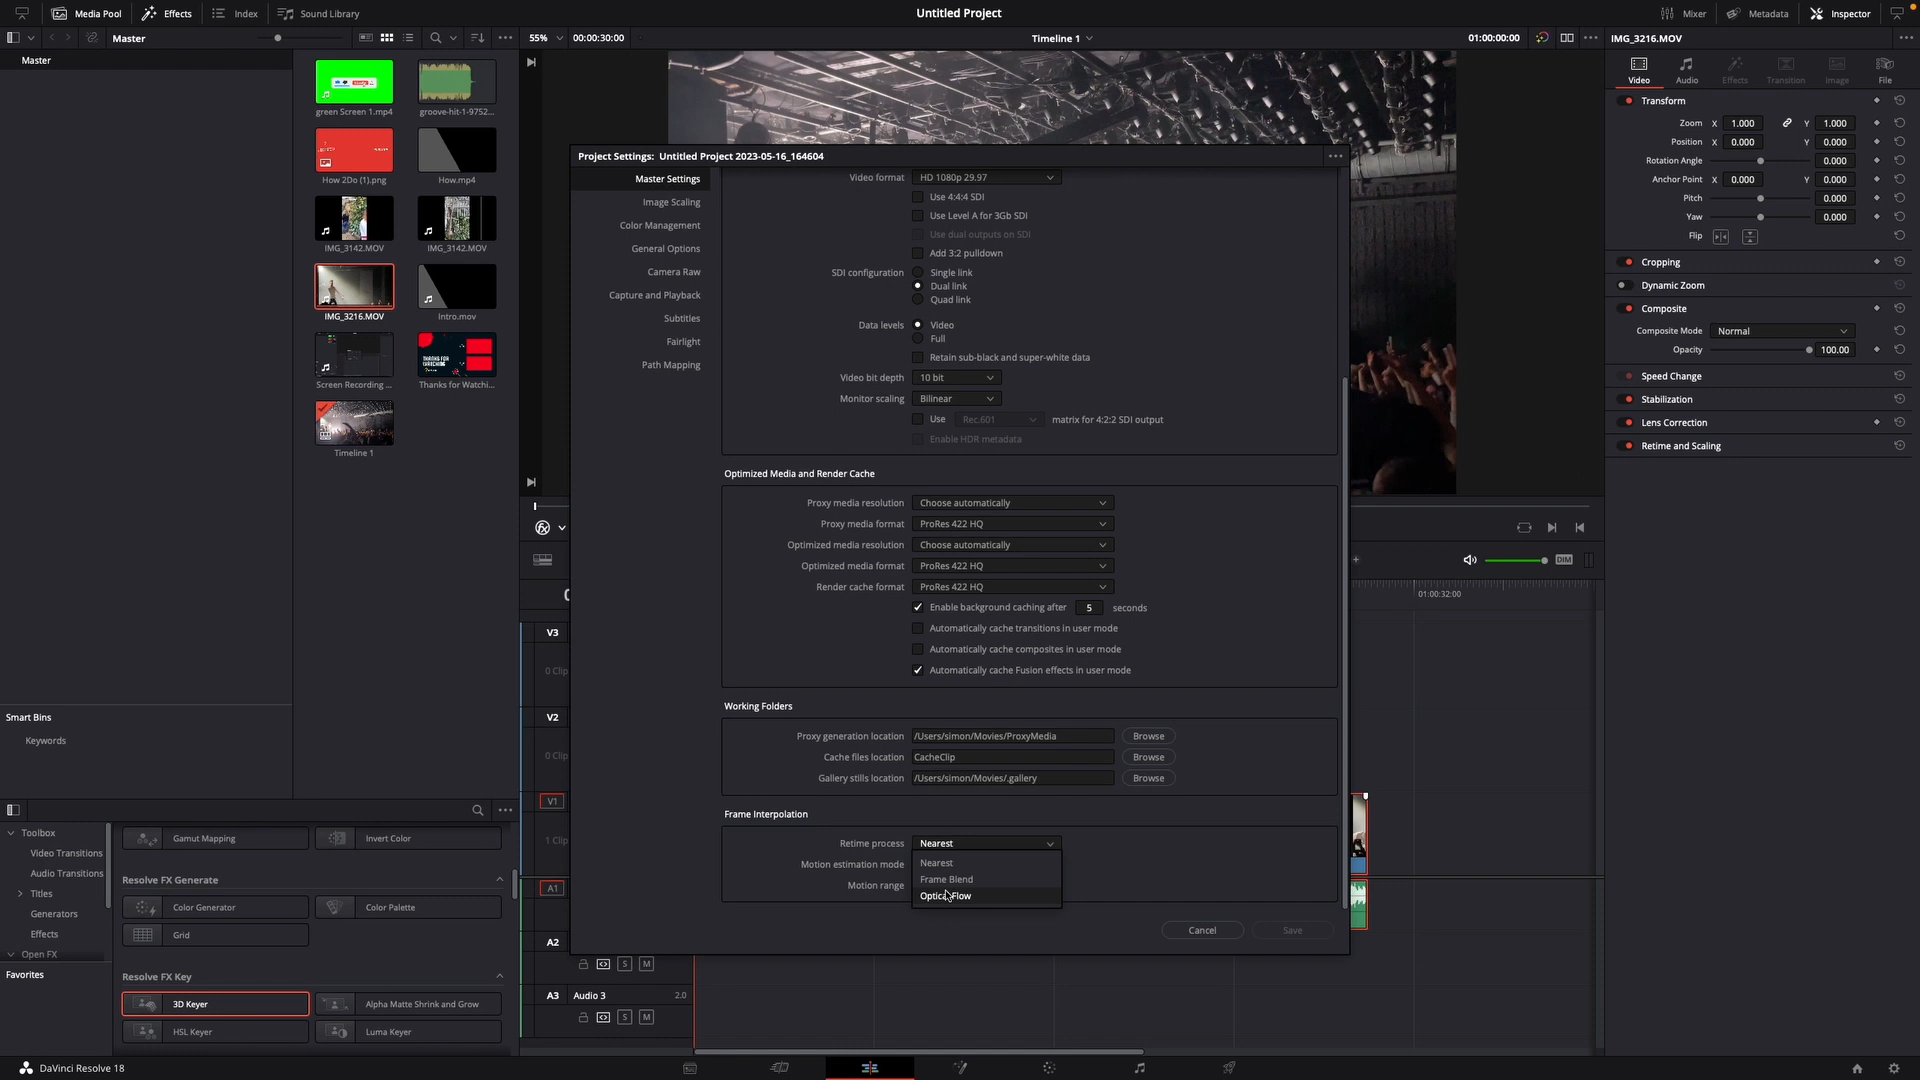 Media Pool
Effects
Index
Sound Library
Untitled Project
Mixer
Metadata
Inspector
Master
55%
00:00:30:00
Timeline 1
01:00:00:00
IMG_3216.MOV
Master
green Screen 1.mp4
groove-hit-1-9752...
How 2Do (1).png
How.mp4
IMG_3142.MOV
IMG_3142.MOV
IMG_3216.MOV
Intro.mov
Screen Recording ...
Thanks for Watchi...
THANKS FOR
WATCHING
Timeline 1
Smart Bins
Keywords
Project Settings: Untitled Project 2023-05-16_164604
Master Settings
Image Scaling
Color Management
General Options
Camera Raw
Capture and Playback
Subtitles
Fairlight
Path Mapping
Video format HD 1080p 29.97
Use 4:4:4 SDI
Use Level A for 3Gb SDI
Use dual outputs on SDI
Add 3:2 pulldown
SDI configuration Single link
Dual link
Quad link
Data levels Video
Full
Retain sub-black and super-white data
Video bit depth 10 bit
Monitor scaling Bilinear
Use Rec.601 matrix for 4:2:2 SDI output
Enable HDR metadata
Optimized Media and Render Cache
Proxy media resolution Choose automatically
Proxy media format ProRes 422 HQ
Optimized media resolution Choose automatically
Optimized media format ProRes 422 HQ
Render cache format ProRes 422 HQ
Enable background caching after 5 seconds
Automatically cache transitions in user mode
Automatically cache composites in user mode
Automatically cache Fusion effects in user mode
Working Folders
Proxy generation location /Users/simon/Movies/ProxyMedia Browse
Cache files location CacheClip Browse
Gallery stills location /Users/simon/Movies/.gallery Browse
Frame Interpolation
Retime process Nearest
Motion estimation mode
Motion range
Nearest
Frame Blend
Optical Flow
Cancel
Save
Video
Audio
Effects
Transition
Image
File
Transform
Zoom X 1.000 Y 1.000
Position X 0.000 Y 0.000
Rotation Angle 0.000
Anchor Point X 0.000 Y 0.000
Pitch 0.000
Yaw 0.000
Flip
Cropping
Dynamic Zoom
Composite
Composite Mode Normal
Opacity 100.00
Speed Change
Stabilization
Lens Correction
Retime and Scaling
DIM
01:00:32:00
V3
0 Clip
V2
0 Clip
V1
1 Clip
A1
A2
S M
A3 Audio 3 2.0
S M
Toolbox
Video Transitions
Audio Transitions
Titles
Generators
Effects
Open FX
Favorites
Gamut Mapping
Invert Color
Resolve FX Generate
Color Generator
Color Palette
Grid
Resolve FX Key
3D Keyer
Alpha Matte Shrink and Grow
HSL Keyer
Luma Keyer
DaVinci Resolve 18